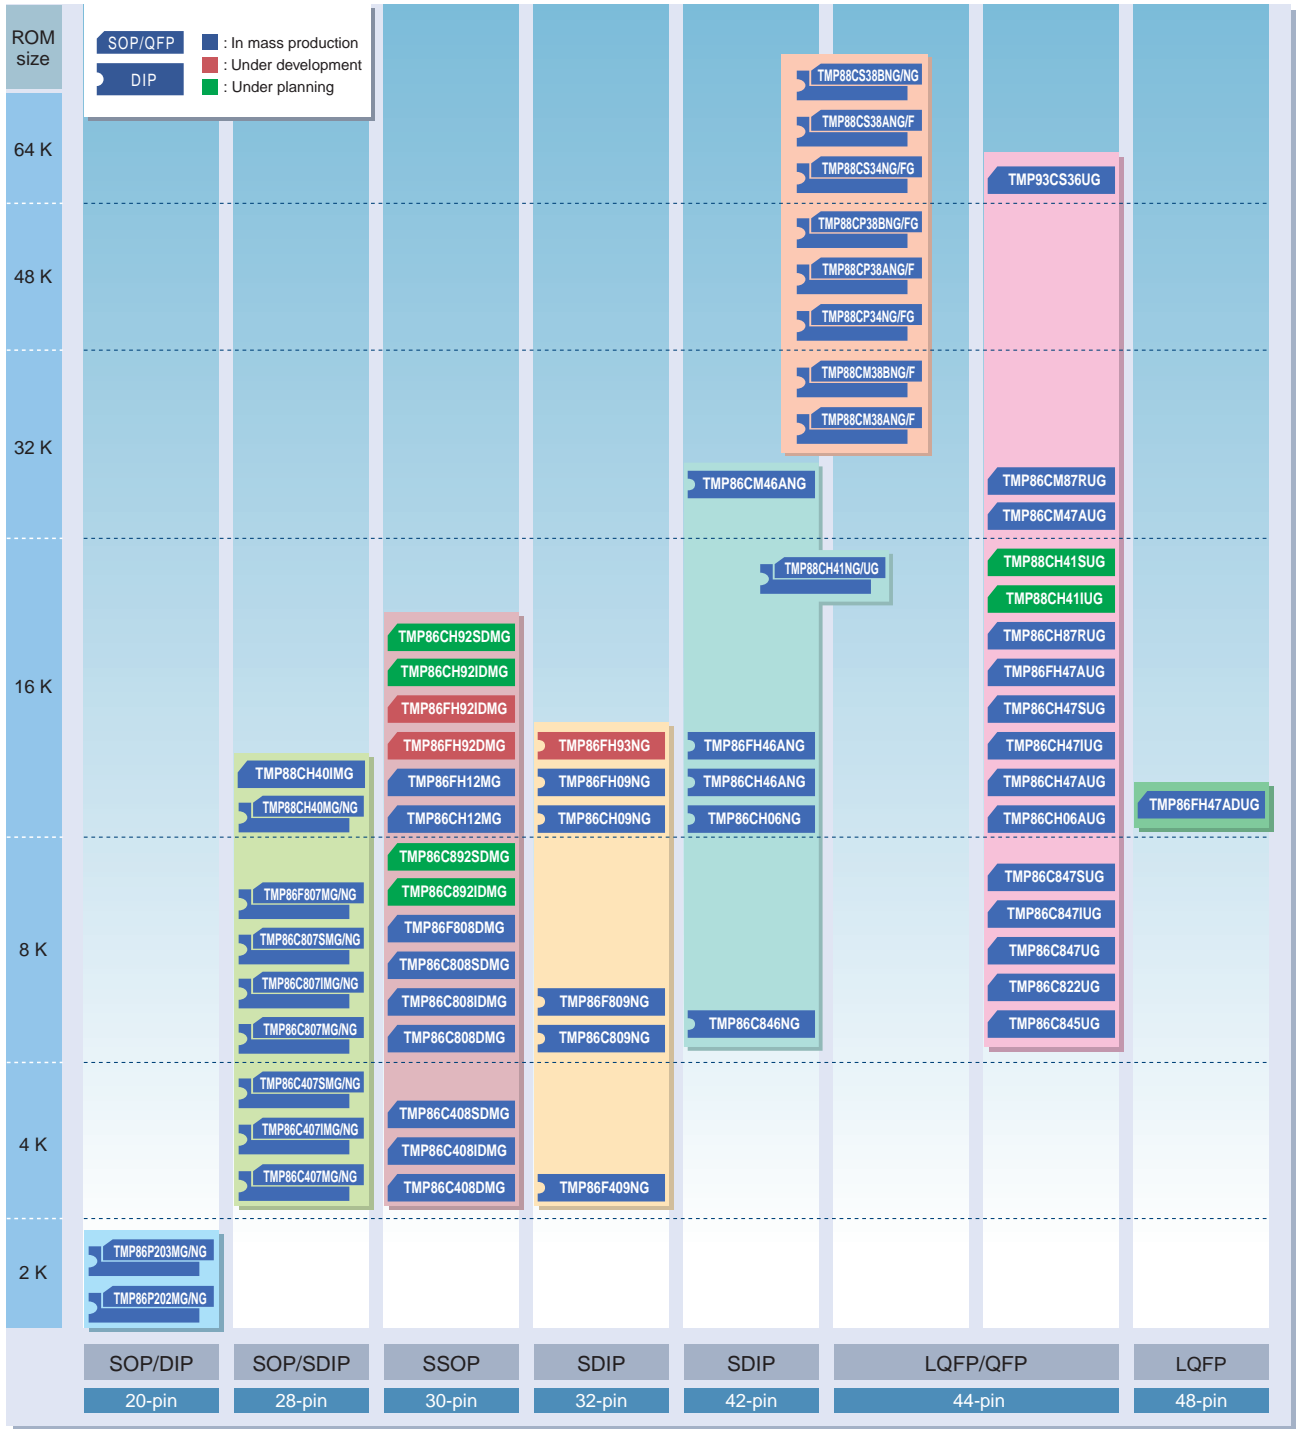 ROM
size
SOP/QFP
DIP
: In mass production
: Under development
: Under planning
64 K
48 K
32 K
16 K
8 K
4 K
2 K
TMP86P203MG/NG
TMP86P202MG/NG
TMP88CH40IMG
TMP88CH40MG/NG
TMP86F807MG/NG
TMP86C807SMG/NG
TMP86C807IMG/NG
TMP86C807MG/NG
TMP86C407SMG/NG
TMP86C407IMG/NG
TMP86C407MG/NG
TMP86CH92SDMG
TMP86CH92IDMG
TMP86FH92IDMG
TMP86FH92DMG
TMP86FH12MG
TMP86CH12MG
TMP86C892SDMG
TMP86C892IDMG
TMP86F808DMG
TMP86C808SDMG
TMP86C808IDMG
TMP86C808DMG
TMP86C408SDMG
TMP86C408IDMG
TMP86C408DMG
TMP86FH93NG
TMP86FH09NG
TMP86CH09NG
TMP86F809NG
TMP86C809NG
TMP86F409NG
TMP86CM46ANG
TMP88CH41NG/UG
TMP86FH46ANG
TMP86CH46ANG
TMP86CH06NG
TMP86C846NG
TMP88CS38BNG/NG
TMP88CS38ANG/F
TMP88CS34NG/FG
TMP88CP38BNG/FG
TMP88CP38ANG/F
TMP88CP34NG/FG
TMP88CM38BNG/F
TMP88CM38ANG/F
TMP93CS36UG
TMP86CM87RUG
TMP86CM47AUG
TMP88CH41SUG
TMP88CH41IUG
TMP86CH87RUG
TMP86FH47AUG
TMP86CH47SUG
TMP86CH47IUG
TMP86CH47AUG
TMP86CH06AUG
TMP86C847SUG
TMP86C847IUG
TMP86C847UG
TMP86C822UG
TMP86C845UG
TMP86FH47ADUG
SOP/DIP
SOP/SDIP
SSOP
SDIP
SDIP
LQFP/QFP
LQFP
20-pin
28-pin
30-pin
32-pin
42-pin
44-pin
48-pin